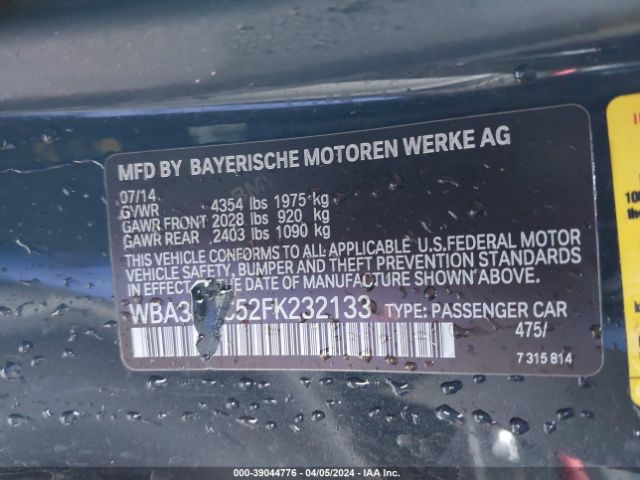 MFD BY BAYERISCHE MOTOREN WERKE AG
07/14
GVWR 4354 lbs 1975 kg
GAWR FRONT 2028 lbs 920 kg
GAWR REAR 2403 lbs 1090 kg
THIS VEHICLE CONFORMS TO ALL APPLICABLE U.S.FEDERAL MOTOR
VEHICLE SAFETY, BUMPER AND THEFT PREVENTION STANDARDS
IN EFFECT ON THE DATE OF MANUFACTURE SHOWN ABOVE.
TYPE: PASSENGER CAR
475/
7 315 814
000-39044776 - 04/05/2024 - IAA Inc.